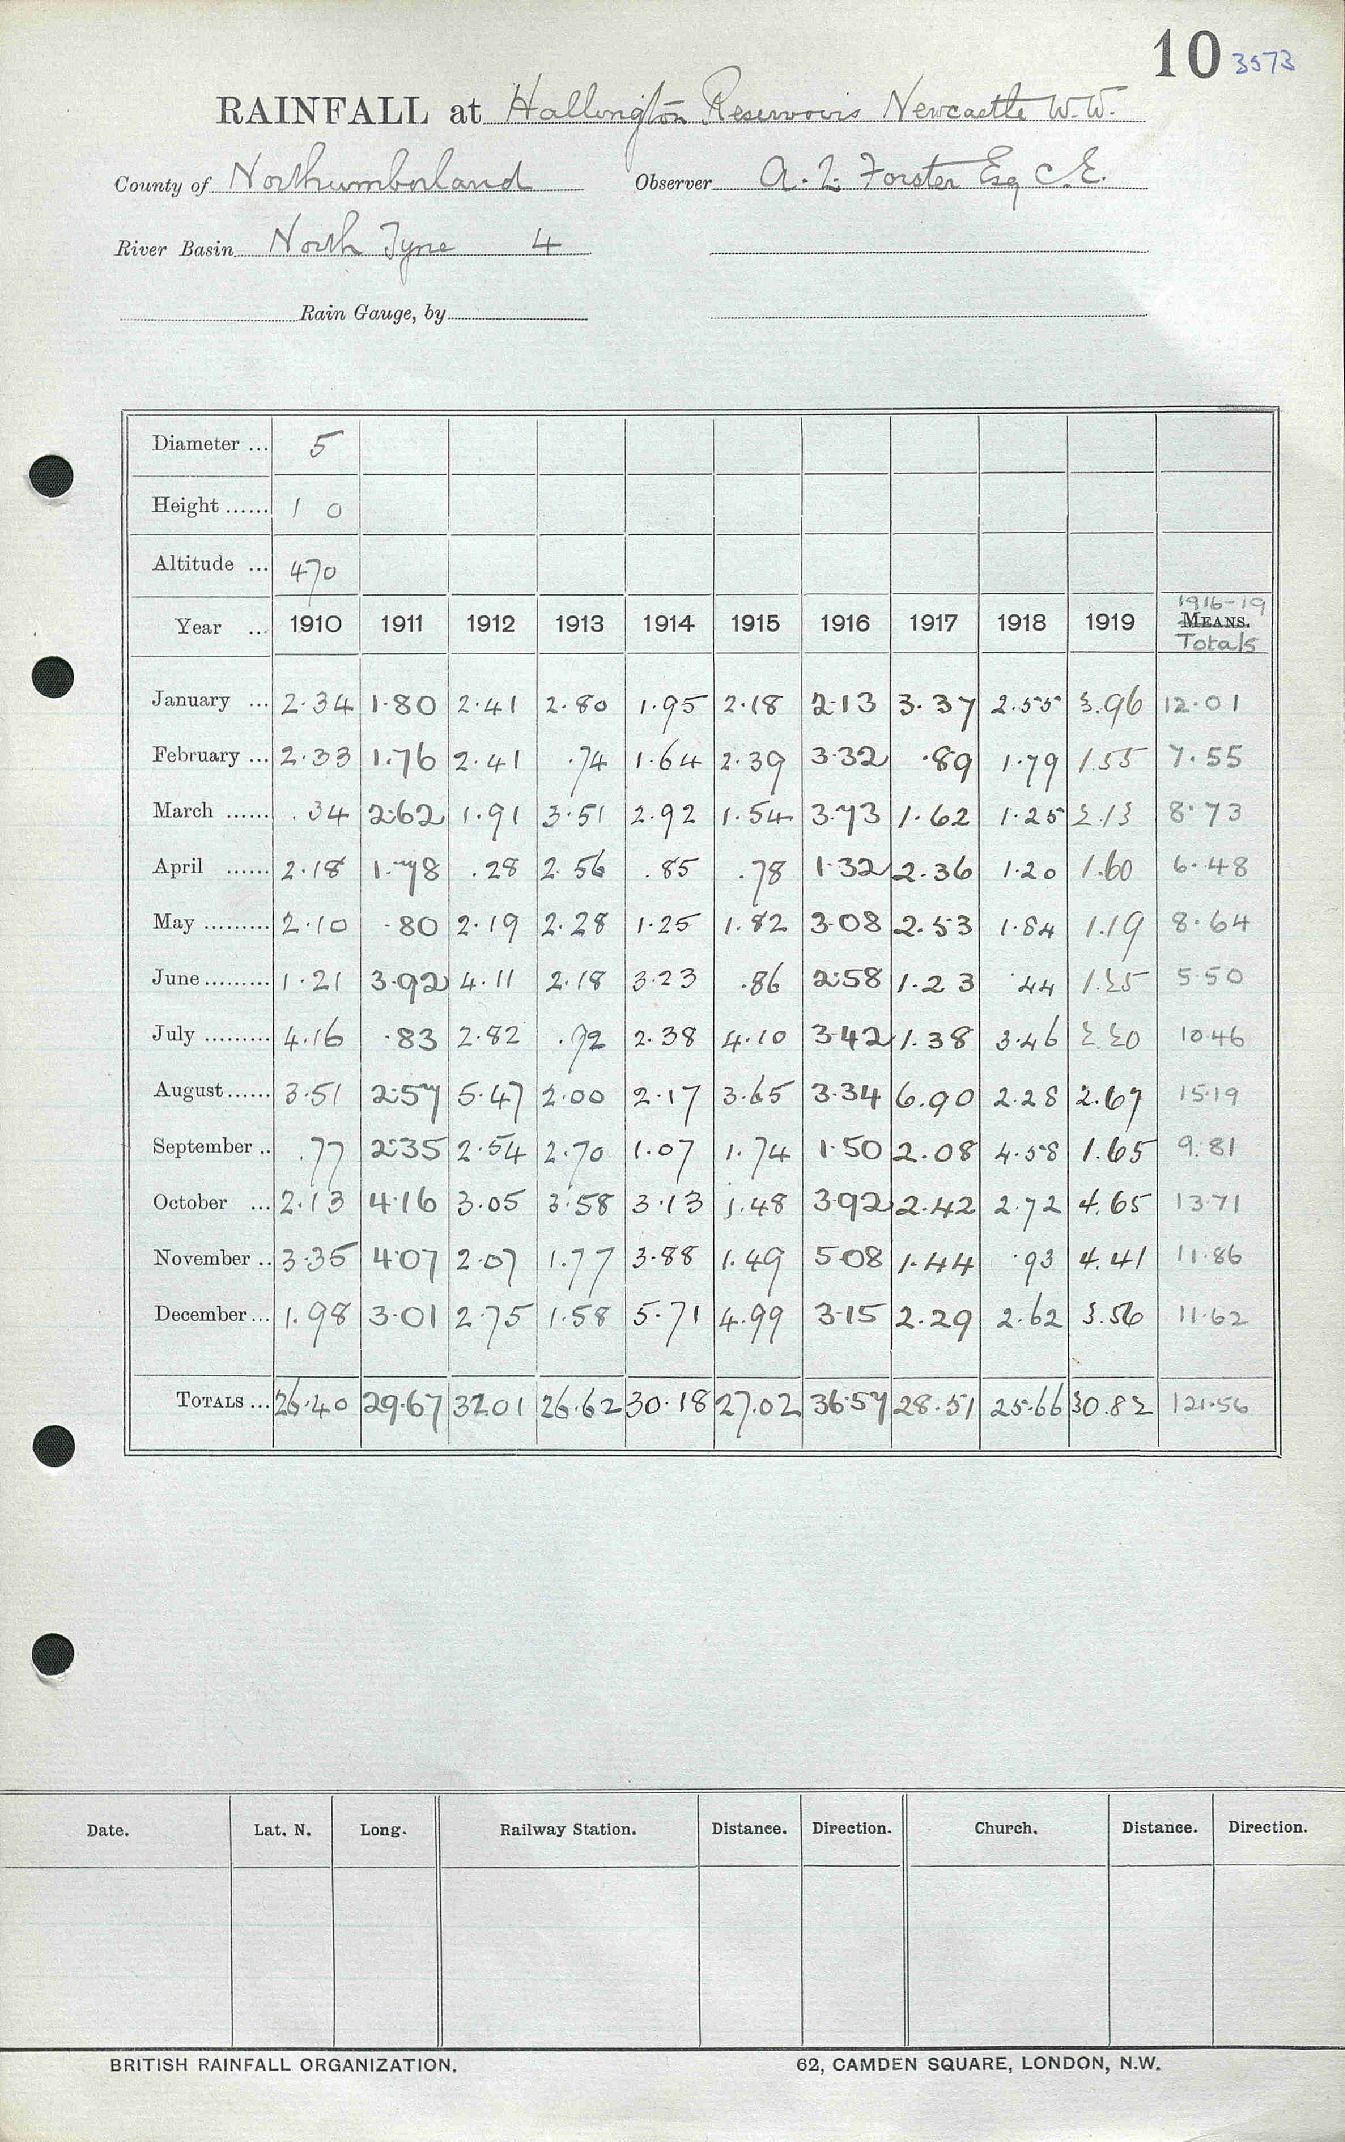 10 3573
RAINFALL at Hallington Reservoirs Newcastle W.W.
County of Northumberland Observer A. L. Forster Esq C.E.
River Basin North Tyne 4
Rain Gauge, by
Diameter ... 5
Height ...... 1 0
Altitude ... 470
1916-19
Year ... 1910 1911 1912 1913 1914 1915 1916 1917 1918 1919 MEANS.
Totals
January ... 2.34 1.80 2.41 2.80 1.95 2.18 2.13 3.37 2.55 3.96 12.01
February ... 2.33 1.76 2.41 .74 1.64 2.39 3.32 .89 1.79 1.55 7.55
March ...... .34 2.62 1.91 3.51 2.92 1.54 3.73 1.62 1.25 2.13 8.73
April ...... 2.18 1.78 .28 2.56 .85 .78 1.32 2.36 1.20 1.60 6.48
May ......... 2.10 .80 2.19 2.28 1.25 1.82 3.08 2.53 1.84 1.19 8.64
June ......... 1.21 3.92 4.11 2.18 3.23 .86 2.58 1.23 .44 1.25 5.50
July ......... 4.16 .83 2.82 .72 2.38 4.10 3.42 1.38 3.46 2.20 10.46
August ...... 3.51 2.57 5.47 2.00 2.17 3.65 3.34 6.90 2.28 2.67 15.19
September .. .77 2.35 2.54 2.70 1.07 1.74 1.50 2.08 4.58 1.65 9.81
October ... 2.13 4.16 3.05 3.58 3.13 1.48 3.92 2.42 2.72 4.65 13.71
November .. 3.35 4.07 2.07 1.77 3.88 1.49 5.08 1.44 .93 4.41 11.86
December ... 1.98 3.01 2.75 1.58 5.71 4.99 3.15 2.29 2.62 3.56 11.62
TOTALS ... 26.40 29.67 32.01 26.62 30.18 27.02 36.57 28.51 25.66 30.82 121.56
Date. Lat. N. Long. Railway Station. Distance. Direction. Church. Distance. Direction.
BRITISH RAINFALL ORGANIZATION. 62, CAMDEN SQUARE, LONDON, N.W.